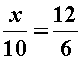 x/10 = 12/6